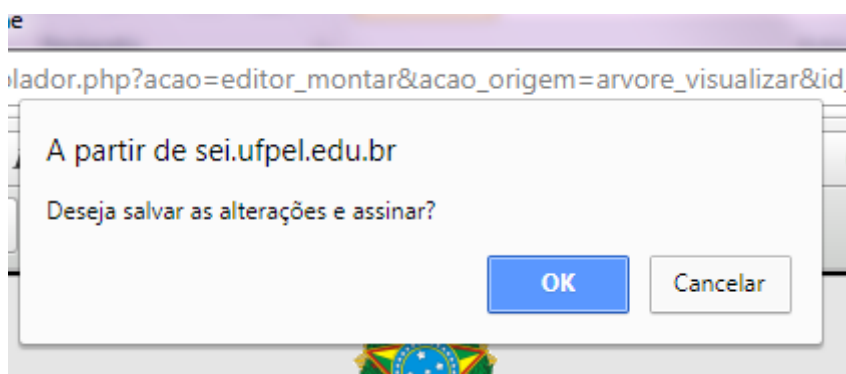 lador.php?acao=editor_montar&acao_origem=arvore_visualizar&id_
A partir de sei.ufpel.edu.br
Deseja salvar as alterações e assinar?
OK Cancelar